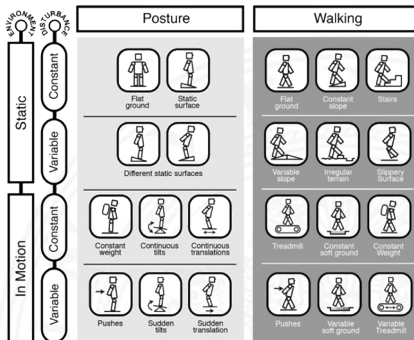 ENVIRONMENT
DISTURBANCE
Posture
Walking
Static
Constant
Flat
ground
Static
surface
Flat
ground
Constant
slope
Stairs
Variable
Different static surfaces
Variable
slope
Irregular
terrain
Slippery
Surface
In Motion
Constant
Constant
weight
Continuous
tilts
Continuous
translations
Treadmill
Constant
soft ground
Constant
Weight
Variable
Pushes
Sudden
tilts
Sudden
translation
Pushes
Variable
soft ground
Variable
Treadmill